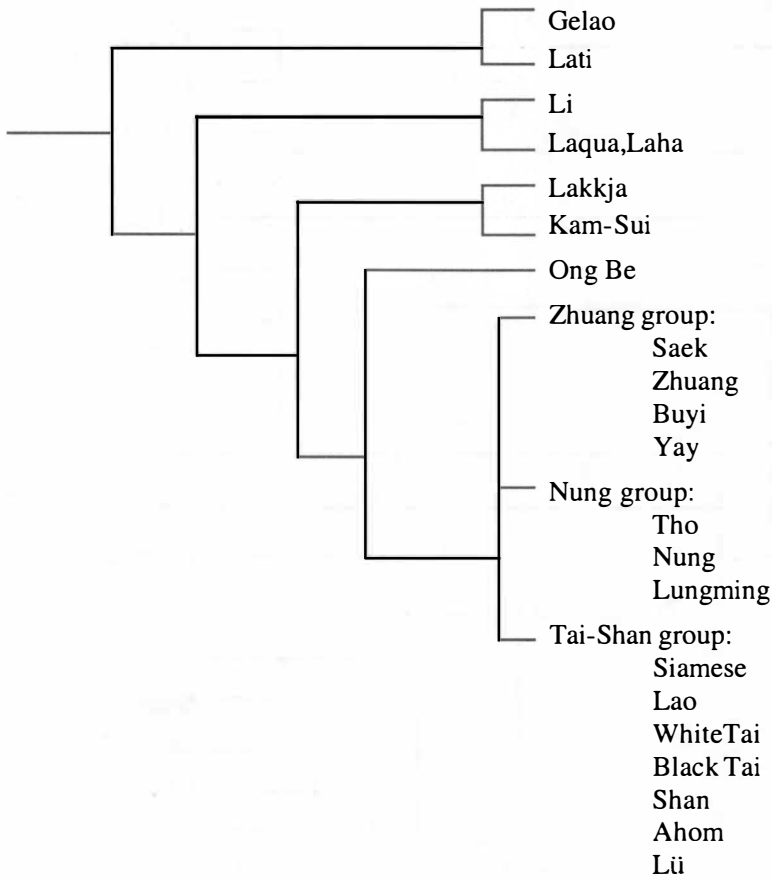 Gelao
Lati
Li
Laqua,Laha
Lakkja
Kam-Sui
Ong Be
Zhuang group:
Saek
Zhuang
Buyi
Yay
Nung group:
Tho
Nung
Lungming
Tai-Shan group:
Siamese
Lao
WhiteTai
Black Tai
Shan
Ahom
Lü